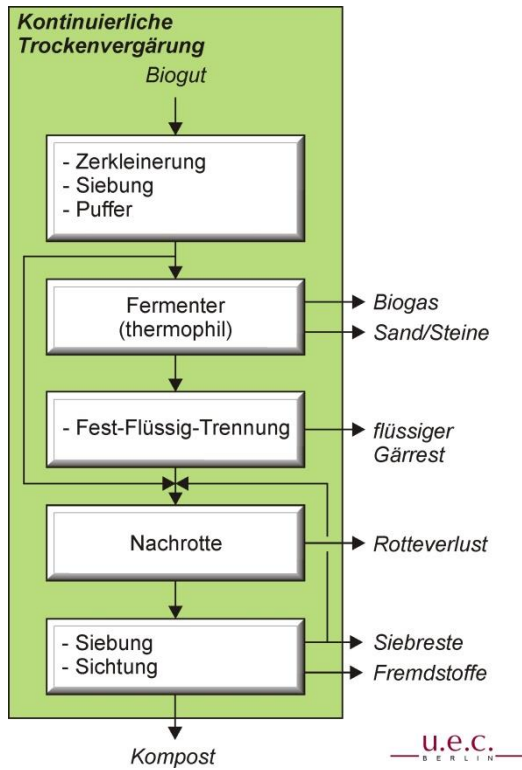 Kontinuierliche
Trockenvergärung
Biogut
- Zerkleinerung
- Siebung
- Puffer
Fermenter
(thermophil)
Biogas
Sand/Steine
- Fest-Flüssig-Trennung
flüssiger
Gärrest
Nachrotte
Rotteverlust
- Siebung
- Sichtung
Siebreste
Fremdstoffe
Kompost
u.e.c.
BERLIN